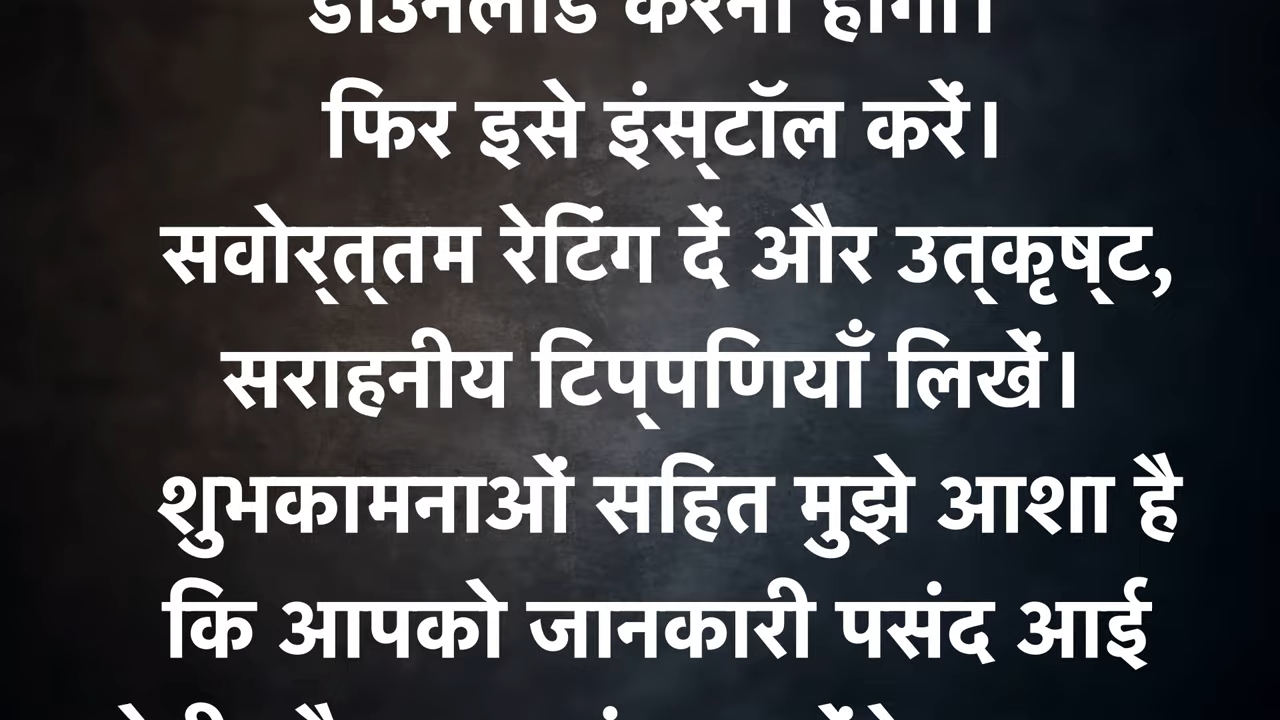 डाउनलोड करना होगा।
फिर इसे इंस्‌टॉल करें।
सवोर्‌त्‌तम रेटिंग दें और उत्‌कृष्‌ट,
सराहनीय टिप्‌पणियाँ लिखें।
शुभकामनाओं सहित मुझे आशा है
कि आपको जानकारी पसंद आई